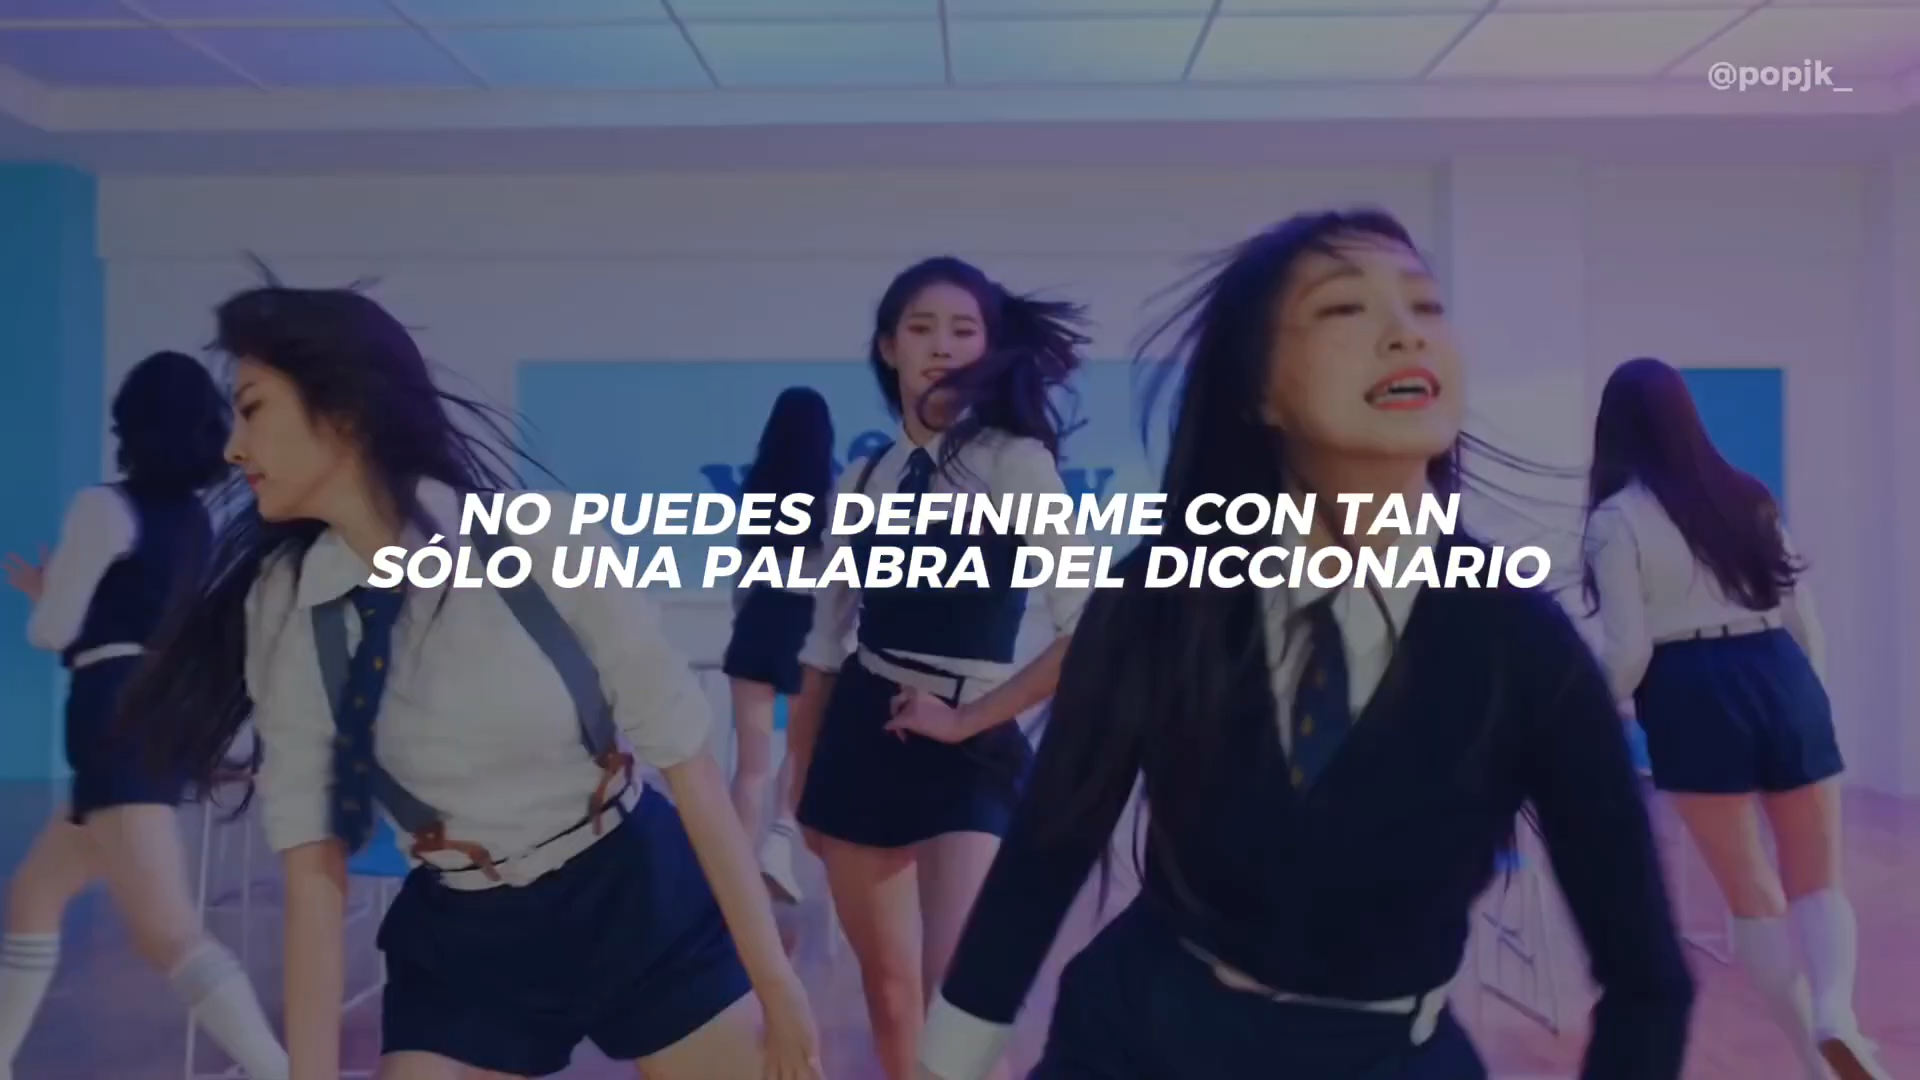 @popjk_
NO PUEDES DEFINIRME CON TAN
SÓLO UNA PALABRA DEL DICCIONARIO